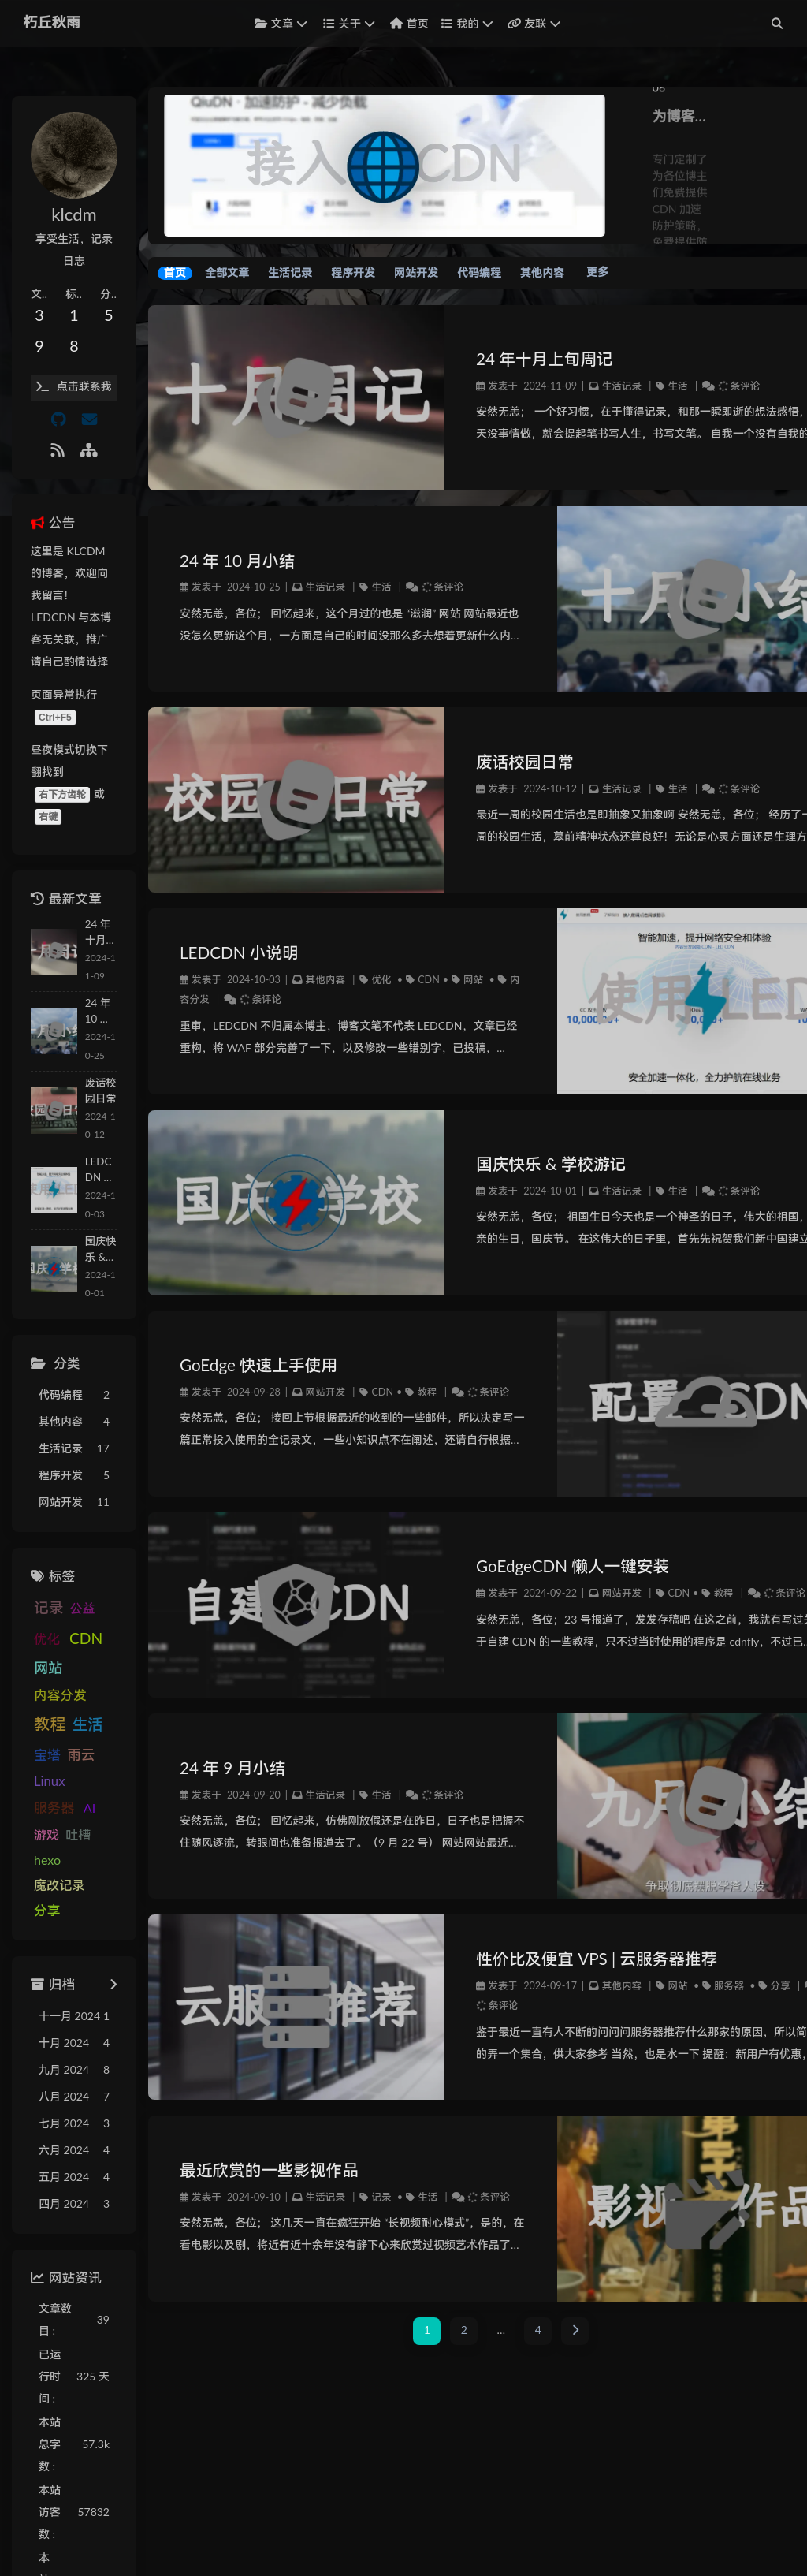 朽丘秋雨
文章
关于
首页
我的
友联
klcdm
享受生活，记录
日志
文..
标..
分..
3
1
5
9
8
点击联系我
QiuDN · 加速防护 - 减少负载
06
为博客...
专门定制了
为各位博主
们免费提供
CDN 加速
防护策略，
免费提供防
首页
全部文章
生活记录
程序开发
网站开发
代码编程
其他内容
更多
公告
这里是 KLCDM
的博客，欢迎向
我留言！
LEDCDN 与本博
客无关联，推广
请自己酌情选择
页面异常执行
Ctrl+F5
昼夜模式切换下
翻找到
右下方齿轮 或
右键
最新文章
24 年
十月...
2024-1
1-09
24 年
10 ...
2024-1
0-25
废话校
园日常
2024-1
0-12
LEDC
DN ...
2024-1
0-03
国庆快
乐 &...
2024-1
0-01
分类
代码编程 2
其他内容 4
生活记录 17
程序开发 5
网站开发 11
标签
记录 公益
优化 CDN
网站
内容分发
教程 生活
宝塔 雨云
Linux
服务器 AI
游戏 吐槽
hexo
魔改记录
分享
归档
十一月 2024 1
十月 2024 4
九月 2024 8
八月 2024 7
七月 2024 3
六月 2024 4
五月 2024 4
四月 2024 3
网站资讯
文章数
目 :
39
已运
行时
间 :
325 天
本站
总字
数 :
57.3k
本站
访客
数 :
57832
本
24 年十月上旬周记
发表于 2024-11-09 | 生活记录 | 生活 | 条评论
安然无恙； 一个好习惯，在于懂得记录，和那一瞬即逝的想法感悟，
天没事情做，就会提起笔书写人生，书写文笔。 自我一个没有自我的
24 年 10 月小结
发表于 2024-10-25 | 生活记录 | 生活 | 条评论
安然无恙，各位； 回忆起来，这个月过的也是 “滋润” 网站 网站最近也
没怎么更新这个月，一方面是自己的时间没那么多去想着更新什么内...
校园 日常
废话校园日常
发表于 2024-10-12 | 生活记录 | 生活 | 条评论
最近一周的校园生活也是即抽象又抽象啊 安然无恙，各位； 经历了一
周的校园生活，墓前精神状态还算良好！无论是心灵方面还是生理方
LEDCDN 小说明
发表于 2024-10-03 | 其他内容 | 优化 • CDN • 网站 • 内
容分发 | 条评论
重审，LEDCDN 不归属本博主，博客文笔不代表 LEDCDN，文章已经
重构，将 WAF 部分完善了一下，以及修改一些错别字，已投稿，...
智能加速，提升网络安全和体验
安全加速一体化，全力护航在线业务
国庆 学校
国庆快乐 & 学校游记
发表于 2024-10-01 | 生活记录 | 生活 | 条评论
安然无恙，各位； 祖国生日今天也是一个神圣的日子，伟大的祖国，
亲的生日，国庆节。 在这伟大的日子里，首先先祝贺我们新中国建立
GoEdge 快速上手使用
发表于 2024-09-28 | 网站开发 | CDN • 教程 | 条评论
安然无恙，各位； 接回上节根据最近的收到的一些邮件，所以决定写一
篇正常投入使用的全记录文，一些小知识点不在阐述，还请自行根据...
GoEdgeCDN 懒人一键安装
发表于 2024-09-22 | 网站开发 | CDN • 教程 | 条评论
安然无恙，各位；23 号报道了，发发存稿吧 在这之前，我就有写过关
于自建 CDN 的一些教程，只不过当时使用的程序是 cdnfly，不过已...
24 年 9 月小结
发表于 2024-09-20 | 生活记录 | 生活 | 条评论
安然无恙，各位； 回忆起来，仿佛刚放假还是在昨日，日子也是把握不
住随风逐流，转眼间也准备报道去了。（9 月 22 号） 网站网站最近...
争取彻底摆脱学渣人设
云服 推荐
性价比及便宜 VPS | 云服务器推荐
发表于 2024-09-17 | 其他内容 | 网站 • 服务器 • 分享 |
条评论
鉴于最近一直有人不断的问问问服务器推荐什么那家的原因，所以简
的弄一个集合，供大家参考 当然，也是水一下 提醒：新用户有优惠，
最近欣赏的一些影视作品
发表于 2024-09-10 | 生活记录 | 记录 • 生活 | 条评论
安然无恙，各位； 这几天一直在疯狂开始 “长视频耐心模式”，是的，在
看电影以及剧，将近有近十余年没有静下心来欣赏过视频艺术作品了...
1 2 … 4